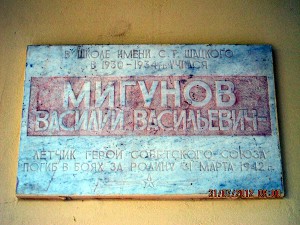 В ШКОЛЕ ИМЕНИ С.Т. ШАЦКОГО
В 1930-1934 УЧИЛСЯ
МИГУНОВ
ВАСИЛИЙ ВАСИЛЬЕВИЧ
ЛЕТЧИК ГЕРОЙ СОВЕТСКОГО СОЮЗА
ПОГИБ В БОЯХ ЗА РОДИНУ 31 МАРТА 1942 г.